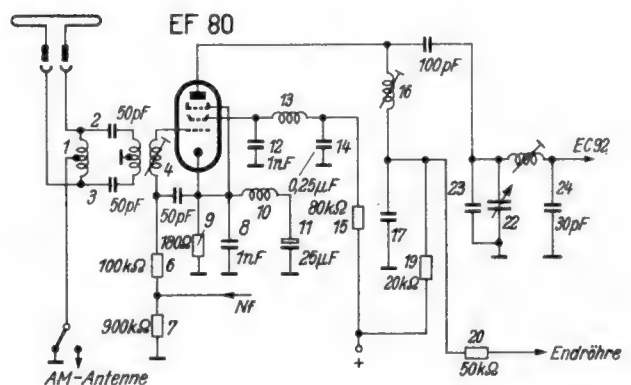 EF 80
100pF
50pF
2
13
16
1
4
12
1nF
14
0,25µF
EC92
3
50pF
50pF
9
180Ω
10
80kΩ
15
23
22
24
30pF
8
1nF
11
25µF
17
19
20kΩ
100kΩ
6
Nf
900kΩ
7
+
20
50kΩ
Endröhre
AM-Antenne